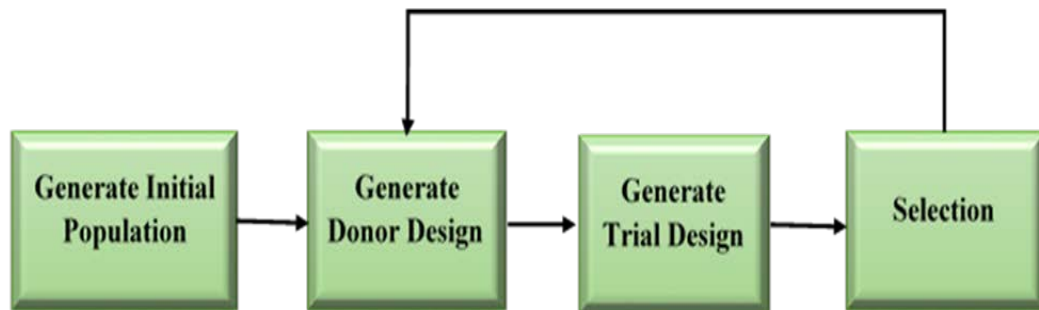 Generate Initial
Population
Generate
Donor Design
Generate
Trial Design
Selection